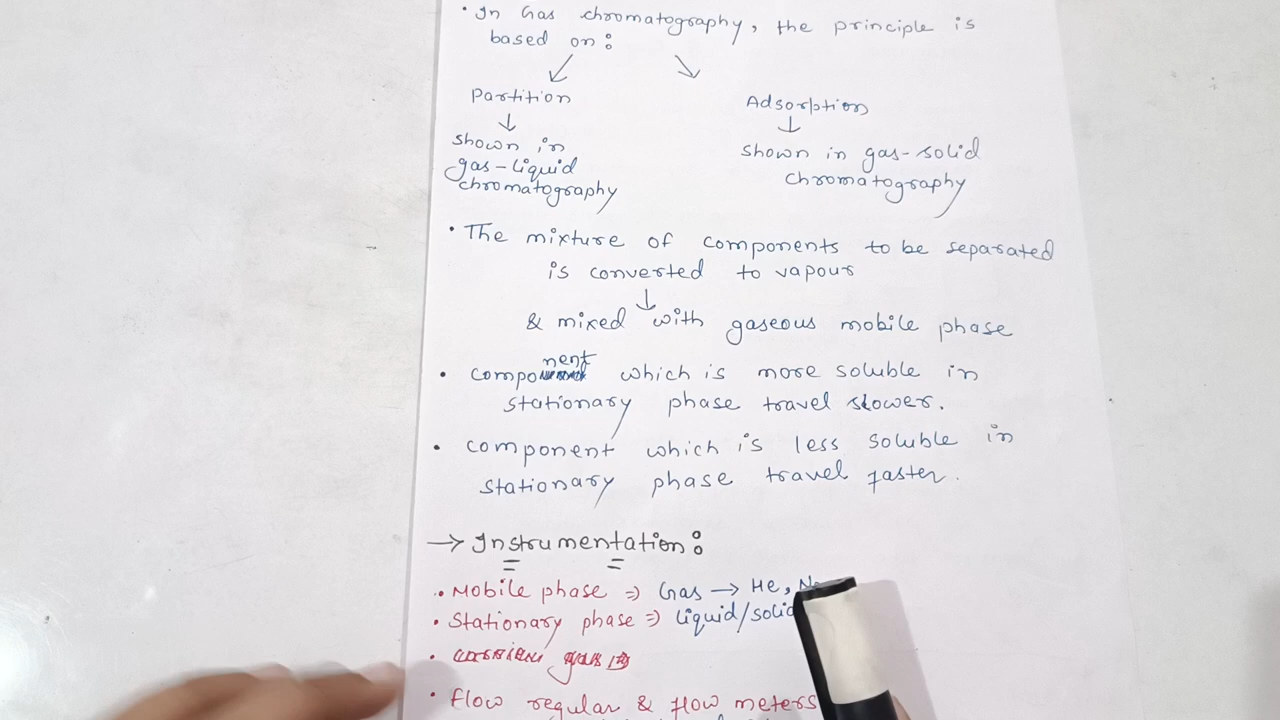 • In Gas chromatography, the principle is
based on:
Partition
Adsorption
shown in
gas-liquid
chromatography
shown in gas-solid
chromatography
• The mixture of components to be separated
is converted to vapour
& mixed with gaseous mobile phase
• component which is more soluble in
stationary phase travel slower.
• component which is less soluble in
stationary phase travel faster.
→ Instrumentation:
• Mobile phase ⇒ Gas → He,
• Stationary phase ⇒ liquid/solid
• flow regular & flow meters